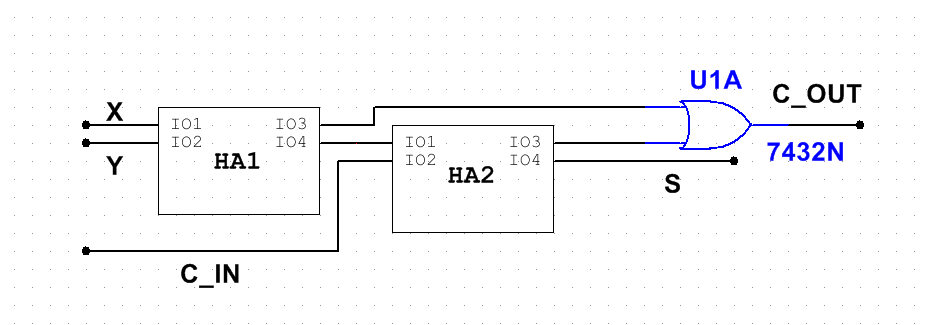 U1A
C_OUT
X
IO1 IO3
IO2 IO4
HA1
IO1 IO3
IO2 IO4
HA2
Y
7432N
S
C_IN